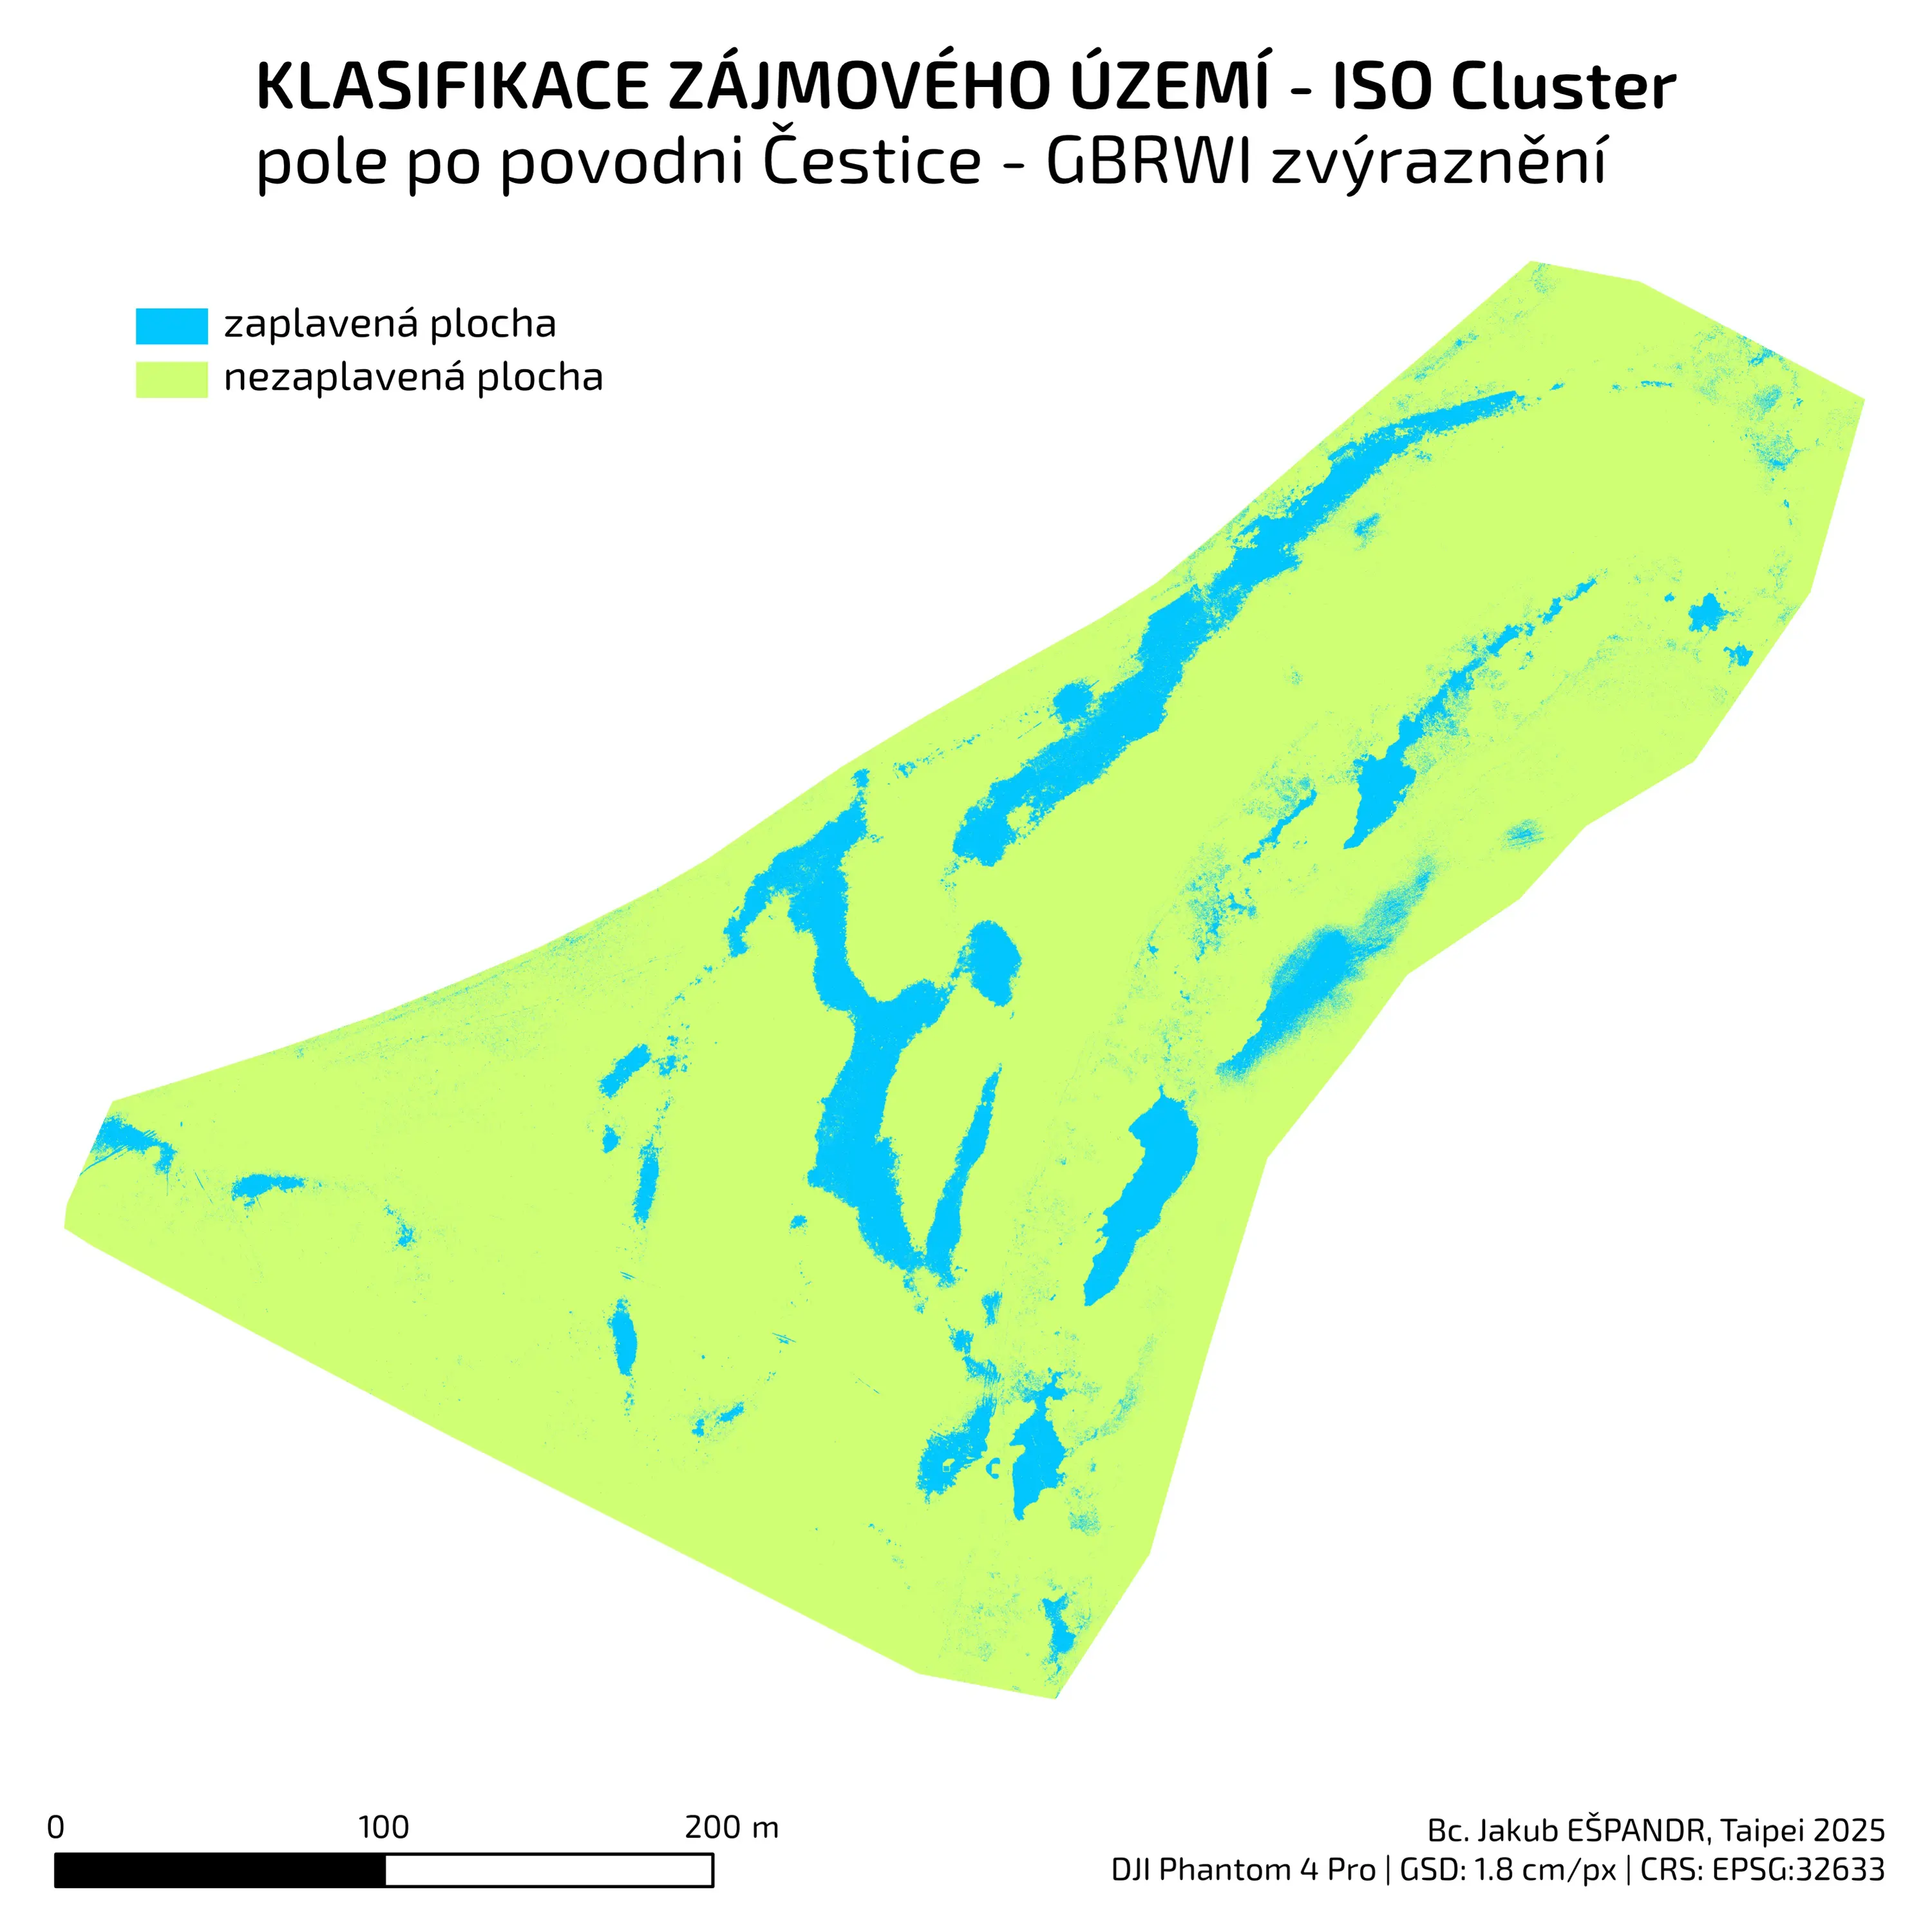 KLASIFIKACE ZÁJMOVÉHO ÚZEMÍ - ISO Cluster
pole po povodni Čestice - GBRWI zvýraznění
zaplavená plocha
nezaplavená plocha
0 100 200 m
Bc. Jakub EŠPANDR, Taipei 2025
DJI Phantom 4 Pro | GSD: 1.8 cm/px | CRS: EPSG:32633